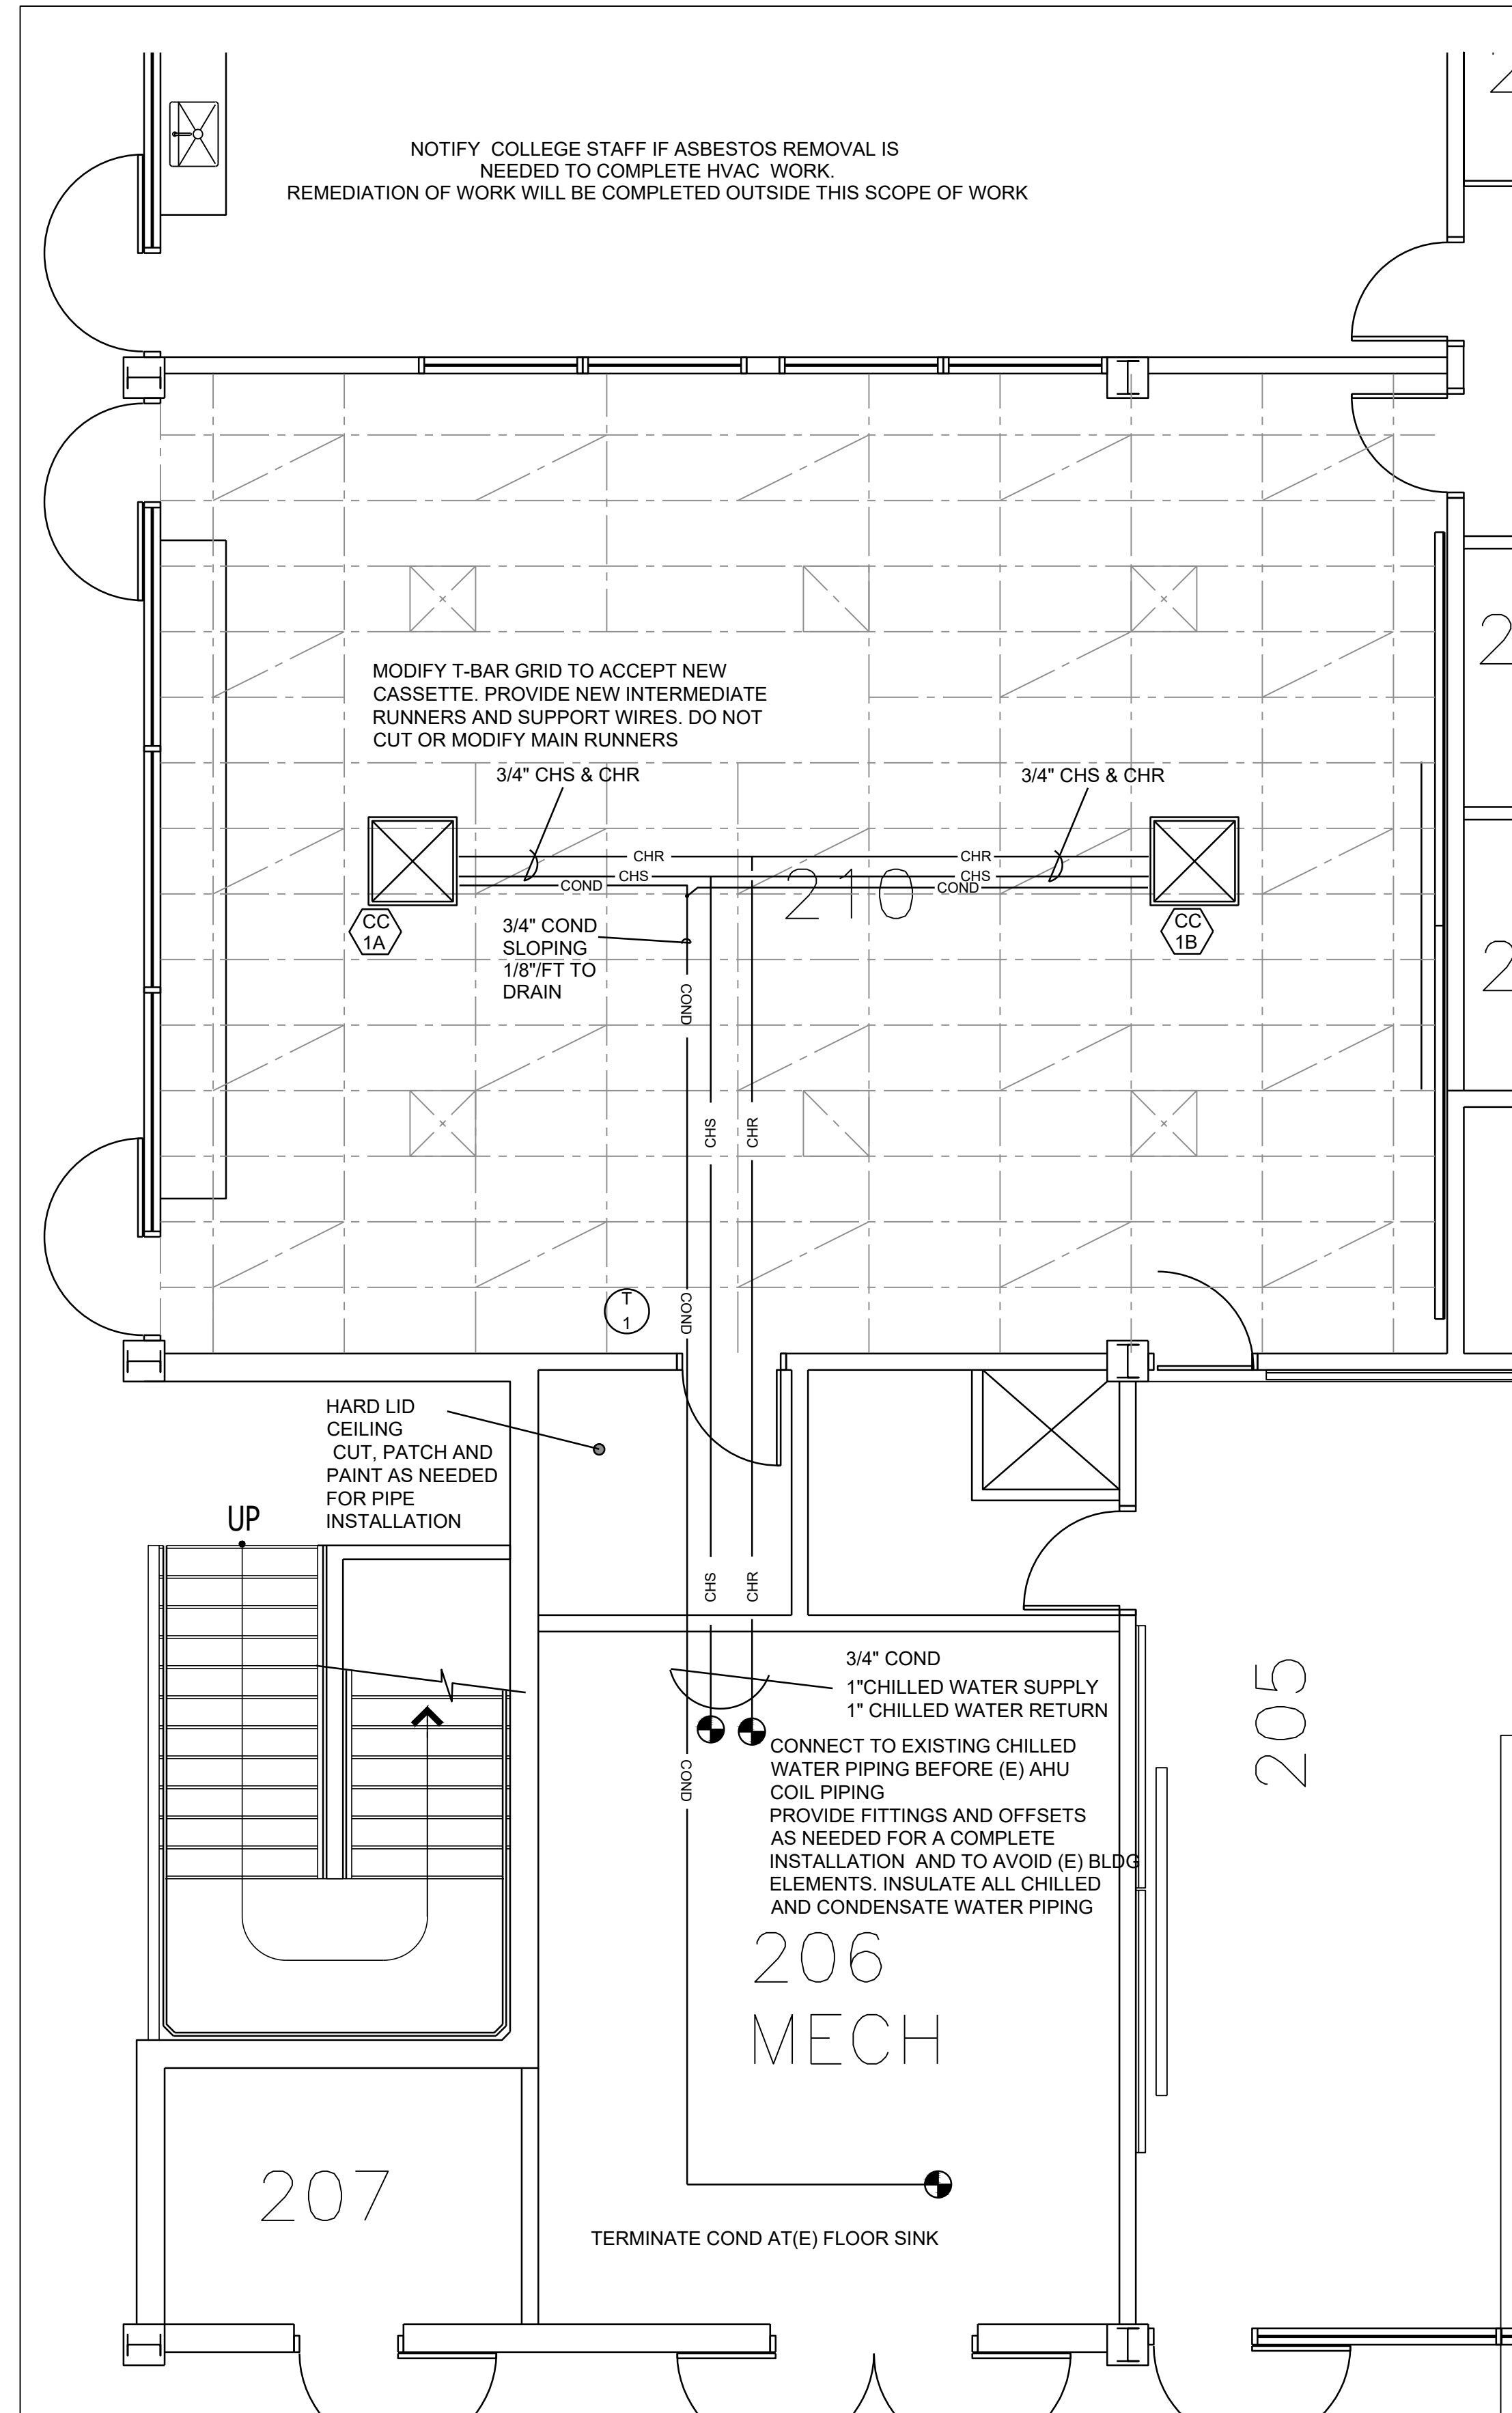 NOTIFY COLLEGE STAFF IF ASBESTOS REMOVAL IS
NEEDED TO COMPLETE HVAC WORK.
REMEDIATION OF WORK WILL BE COMPLETED OUTSIDE THIS SCOPE OF WORK
2
2
MODIFY T-BAR GRID TO ACCEPT NEW
CASSETTE. PROVIDE NEW INTERMEDIATE
RUNNERS AND SUPPORT WIRES. DO NOT
CUT OR MODIFY MAIN RUNNERS
3/4" CHS & CHR
3/4" CHS & CHR
CHR
CHR
CHS
CHS
COND
COND
210
CC
1A
CC
1B
3/4" COND
SLOPING
1/8"/FT TO
DRAIN
2
COND
CHS
CHR
COND
T
1
HARD LID
CEILING
CUT, PATCH AND
PAINT AS NEEDED
FOR PIPE
INSTALLATION
UP
CHS
CHR
3/4" COND
1"CHILLED WATER SUPPLY
1" CHILLED WATER RETURN
205
COND
CONNECT TO EXISTING CHILLED
WATER PIPING BEFORE (E) AHU
COIL PIPING
PROVIDE FITTINGS AND OFFSETS
AS NEEDED FOR A COMPLETE
INSTALLATION AND TO AVOID (E) BLDG
ELEMENTS. INSULATE ALL CHILLED
AND CONDENSATE WATER PIPING
206
MECH
207
TERMINATE COND AT(E) FLOOR SINK